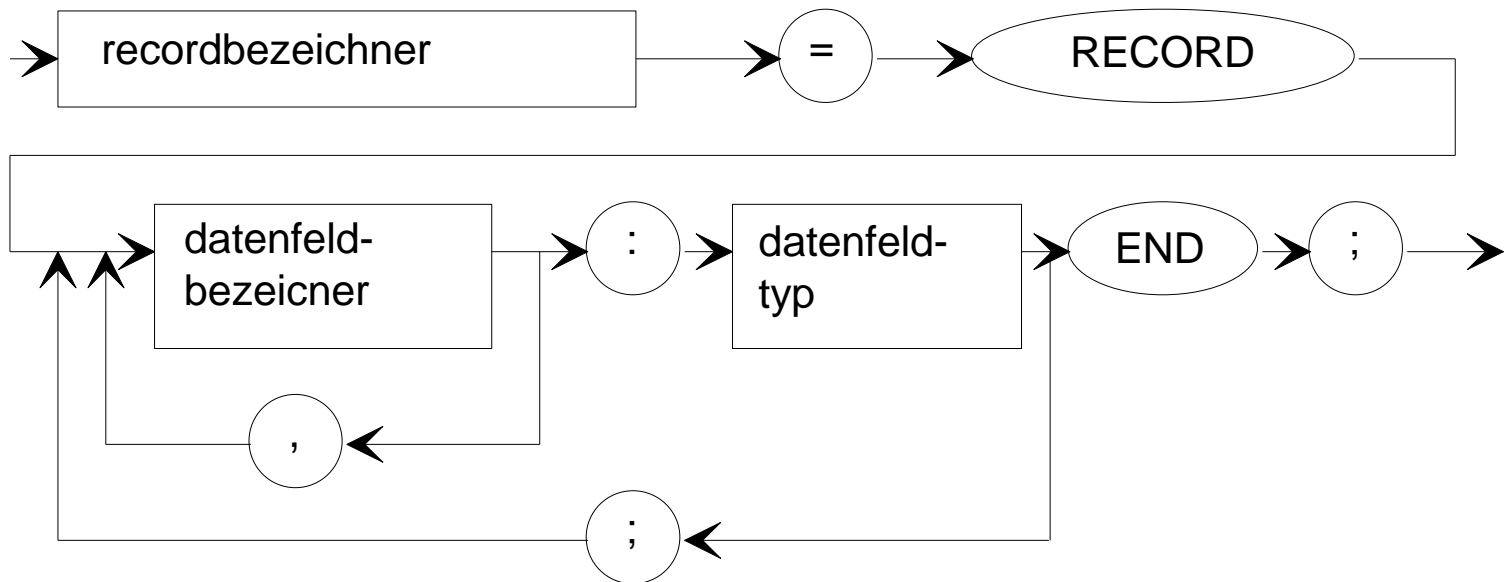 recordbezeichner
=
RECORD
datenfeld-
bezeicner
:
datenfeld-
typ
END
;
,
;